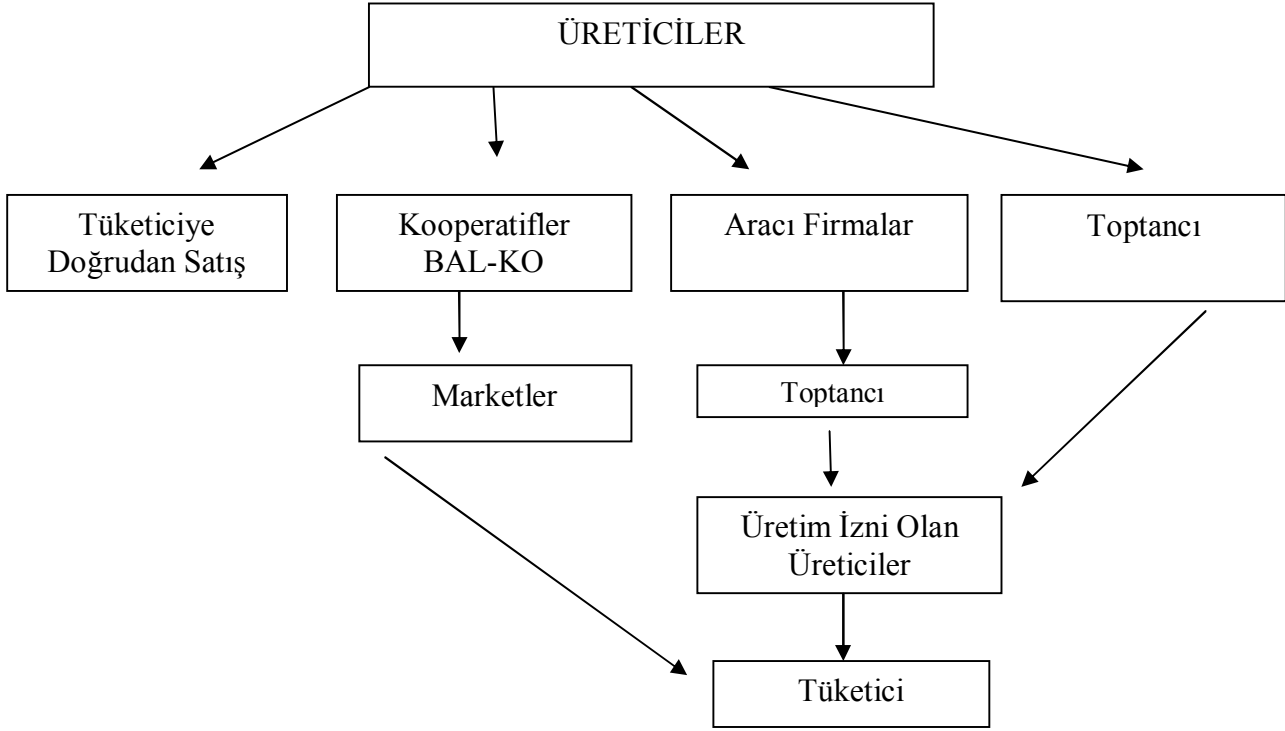 ÜRETİCİLER
Tüketiciye
Doğrudan Satış
Kooperatifler
BAL-KO
Aracı Firmalar
Toptancı
Marketler
Toptancı
Üretim İzni Olan
Üreticiler
Tüketici